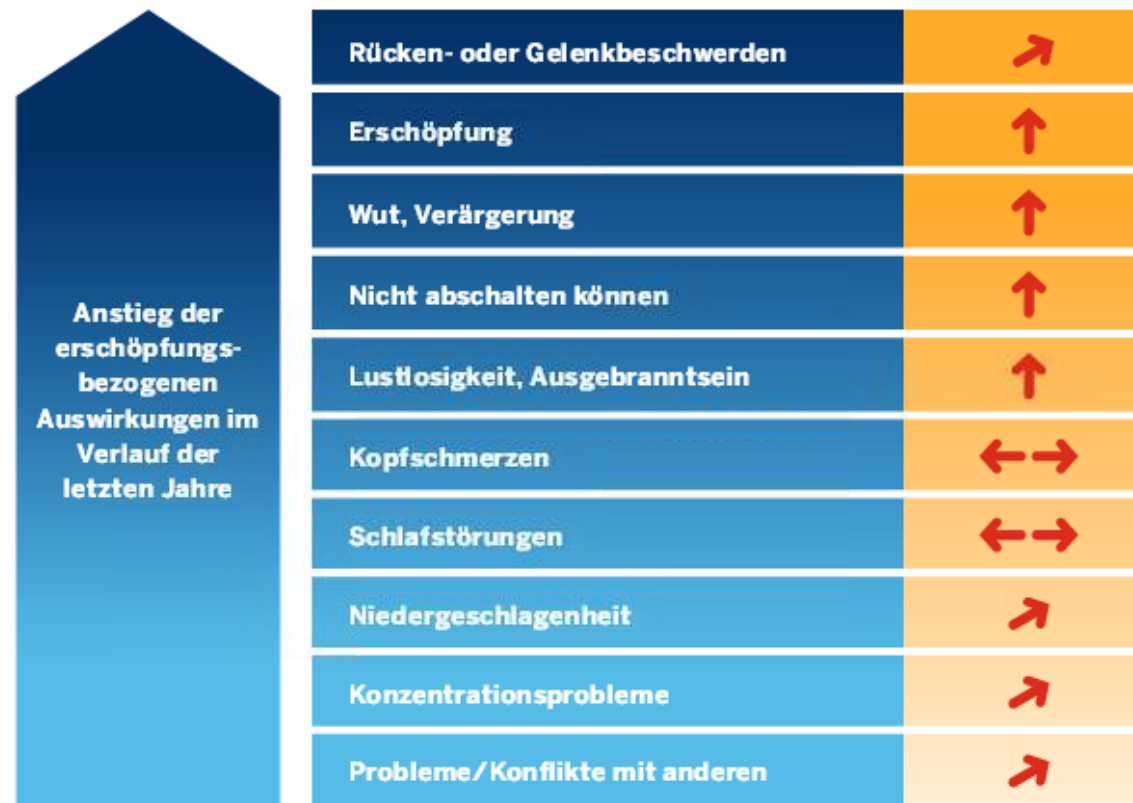 Rücken- oder Gelenkbeschwerden
Erschöpfung
Wut, Verärgerung
Nicht abschalten können
Lustlosigkeit, Ausgebranntsein
Kopfschmerzen
Schlafstörungen
Niedergeschlagenheit
Konzentrationsprobleme
Probleme/Konflikte mit anderen
Anstieg der
erschöpfungs-
bezogenen
Auswirkungen im
Verlauf der
letzten Jahre